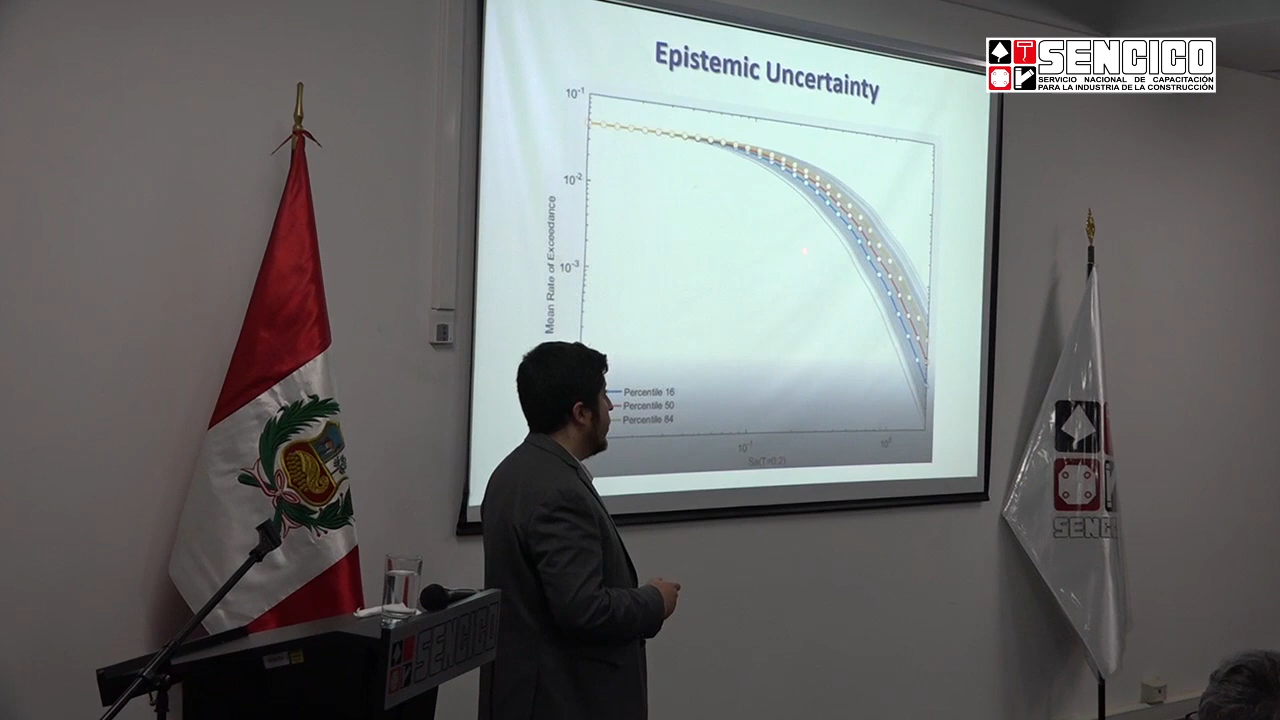 SENCICO
SERVICIO NACIONAL DE CAPACITACIÓN
PARA LA INDUSTRIA DE LA CONSTRUCCIÓN
Epistemic Uncertainty
10-1
10-2
10-3
Mean Rate of Exceedance
Percentile 16
Percentile 50
Percentile 84
10-1
100
Sa(T=0.2)
SENCICO
SENCI